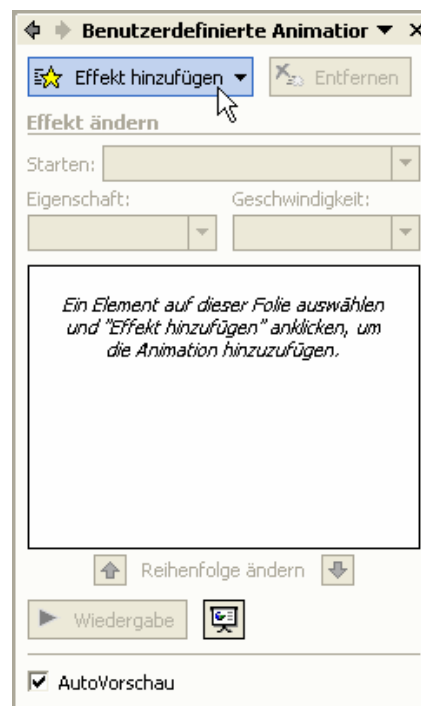 Benutzerdefinierte Animatior
Effekt hinzufügen Entfernen
Effekt ändern
Starten:
Eigenschaft: Geschwindigkeit:
Ein Element auf dieser Folie auswählen
und "Effekt hinzufügen" anklicken, um
die Animation hinzuzufügen.
Reihenfolge ändern
Wiedergabe
AutoVorschau